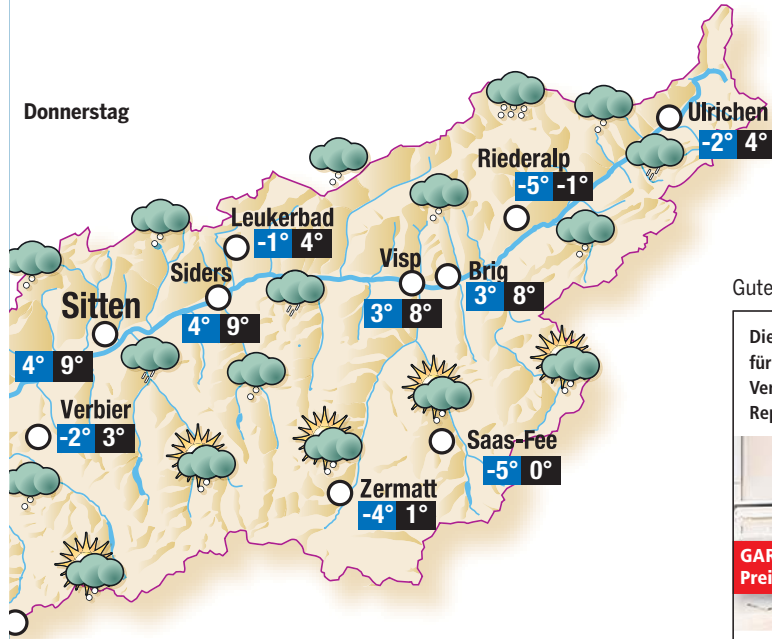 Donnerstag
Ulrichen
-2° 4°
Riederalp
-5° -1°
Leukerbad
-1° 4°
Visp
3° 8°
Brig
3° 8°
Siders
4° 9°
Sitten
4° 9°
Verbier
-2° 3°
Saas-Fee
-5° 0°
Zermatt
-4° 1°
Gute
Die
für
Ver
Rep
GAR
Prei